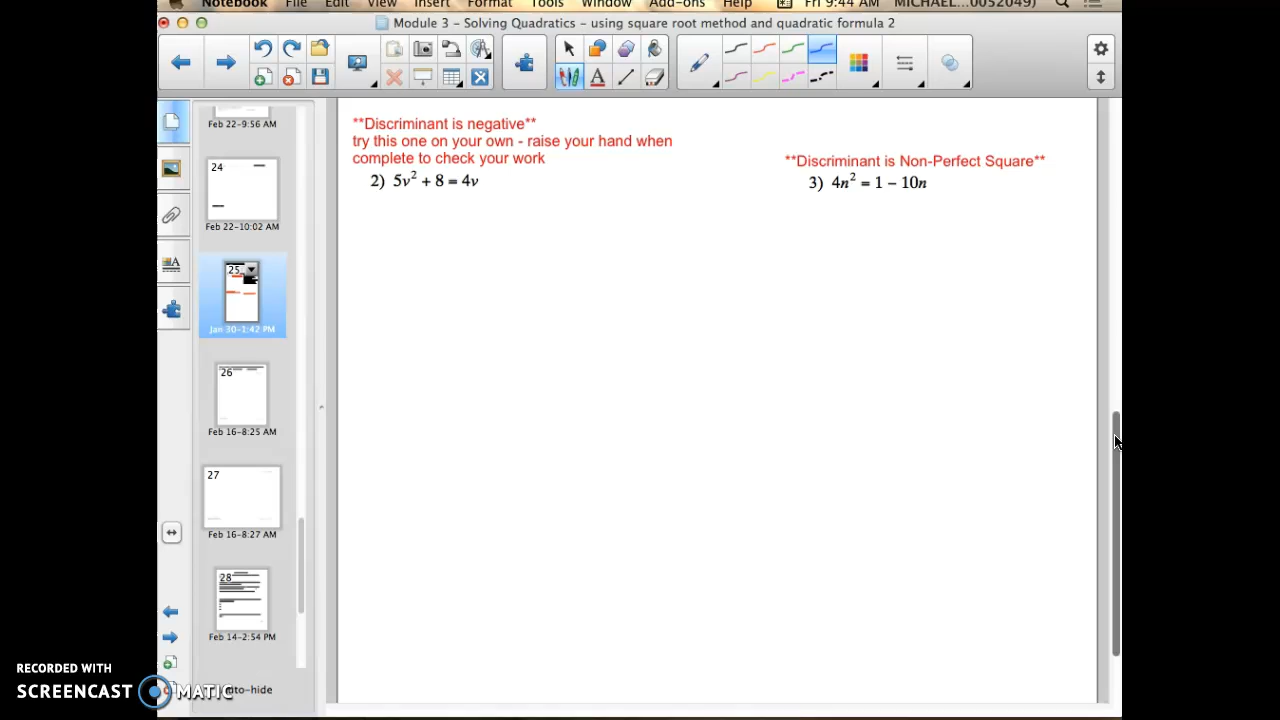 Notebook File Edit View Insert Format Tools Window Add-ons Help Fri 9:44 AM MICHAEL...0052049)
Module 3 – Solving Quadratics – using square root method and quadratic formula 2
Feb 22-9:56 AM
24
Feb 22-10:02 AM
25
Jan 30-1:42 PM
26
Feb 16-8:25 AM
27
Feb 16-8:27 AM
28
Feb 14-2:54 PM
**Discriminant is negative**
try this one on your own - raise your hand when
complete to check your work
2) 5v² + 8 = 4v
**Discriminant is Non-Perfect Square**
3) 4n² = 1 − 10n
RECORDED WITH
SCREENCAST MATIC